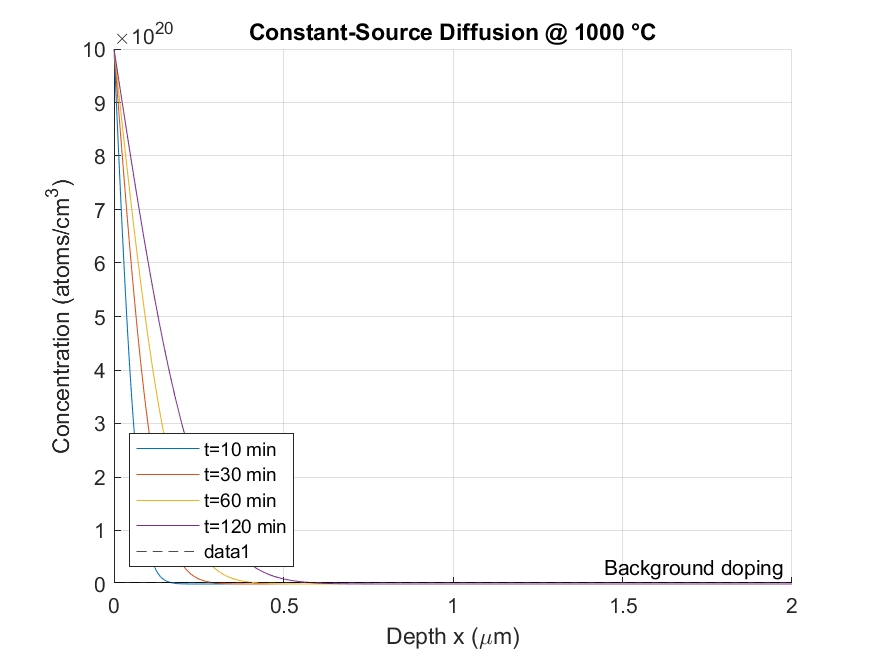 Constant-Source Diffusion @ 1000 °C
×10^20
10
9
8
7
6
5
4
3
2
1
0
Concentration (atoms/cm^3)
t=10 min
t=30 min
t=60 min
t=120 min
data1
Background doping
0
0.5
1
1.5
2
Depth x (μm)